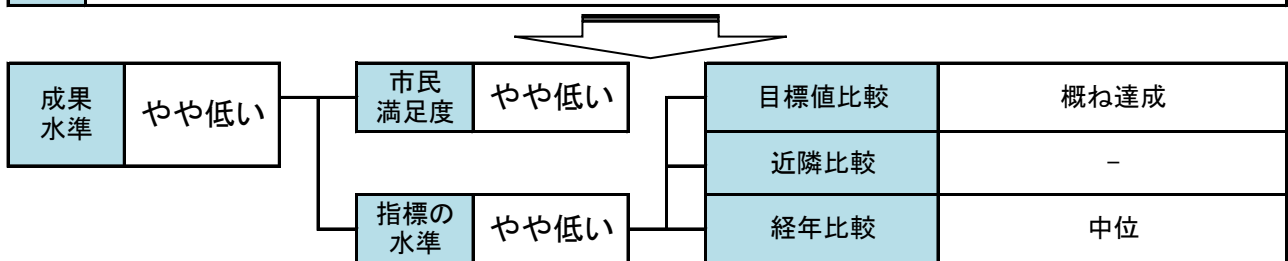 成果
水準
やや低い
市民
満足度
やや低い
指標の
水準
やや低い
目標値比較
概ね達成
近隣比較
－
経年比較
中位